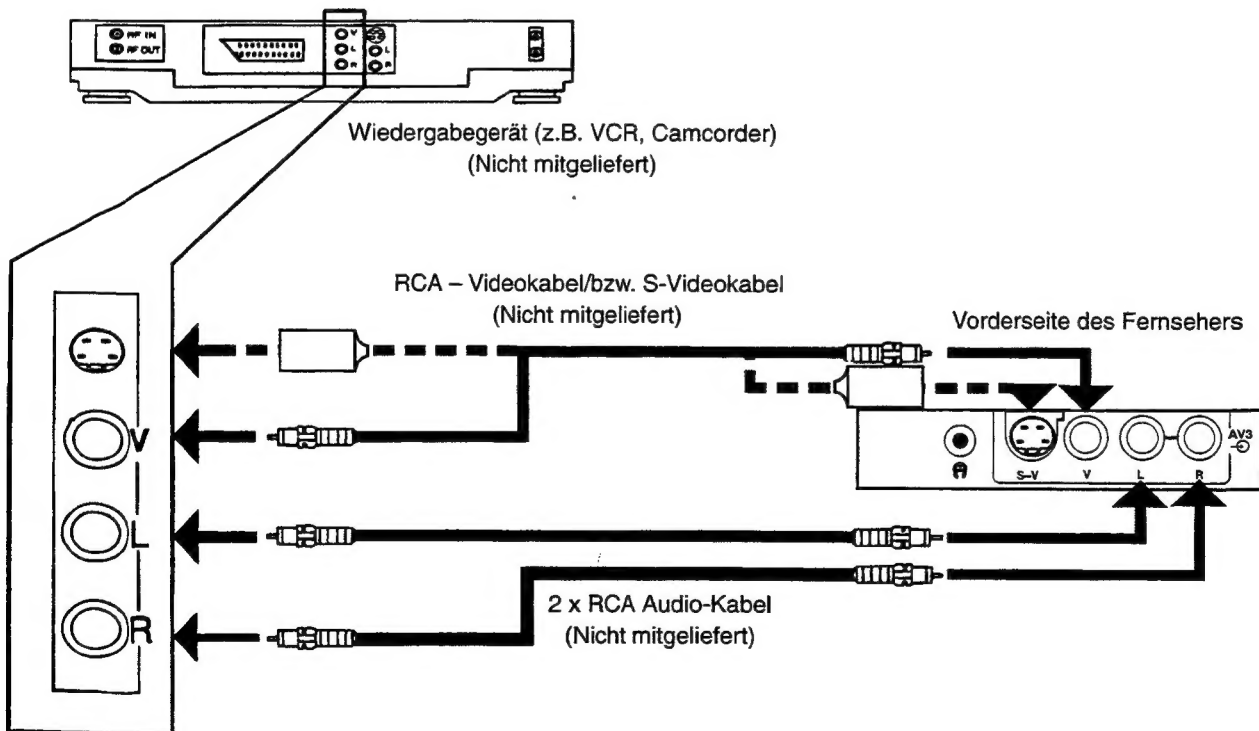 RF IN
RF OUT
V
L
R
L
R
Wiedergabegerät (z.B. VCR, Camcorder)
(Nicht mitgeliefert)
RCA – Videokabel/bzw. S-Videokabel
(Nicht mitgeliefert)
Vorderseite des Fernsehers
V
L
R
S–V
V
L
R
AV3
2 x RCA Audio-Kabel
(Nicht mitgeliefert)